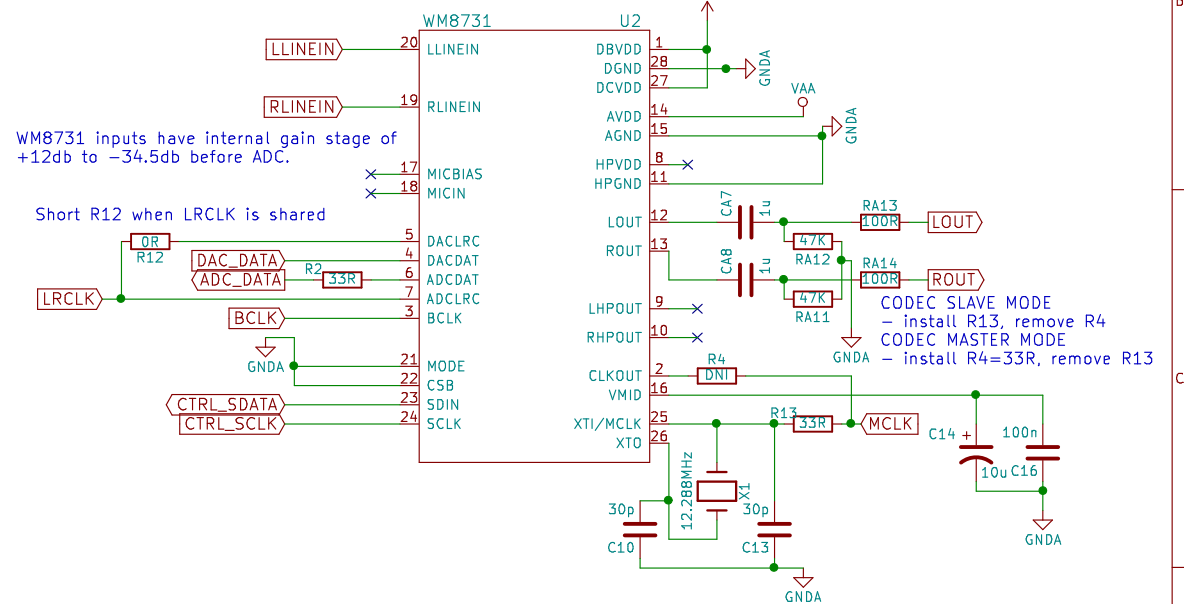 WM8731 U2
LLINEIN 20 LLINEIN
RLINEIN 19 RLINEIN
WM8731 inputs have internal gain stage of
+12db to -34.5db before ADC.
17 MICBIAS
18 MICIN
Short R12 when LRCLK is shared
0R
R12
5 DACLRC
DAC_DATA 4 DACDAT
ADC_DATA R2 33R 6 ADCDAT
LRCLK 7 ADCLRC
BCLK 3 BCLK
GNDA
21 MODE
22 CSB
CTRL_SDATA 23 SDIN
CTRL_SCLK 24 SCLK
DBVDD 1
DGND 28 GNDA
DCVDD 27
VAA
AVDD 14
AGND 15 GNDA
HPVDD 8
HPGND 11
LOUT 12 CA7 1u RA13 100R LOUT
47K
RA12
ROUT 13 CA8 1u RA14 100R ROUT
47K
RA11
GNDA
LHPOUT 9
RHPOUT 10
CODEC SLAVE MODE
- install R13, remove R4
CODEC MASTER MODE
- install R4=33R, remove R13
CLKOUT 2 R4 DNI
VMID 16
XTI/MCLK 25 R13 33R MCLK
XTO 26
C14 + 10u
100n C16
GNDA
12.288MHz X1
30p C10
30p C13
GNDA
B
C